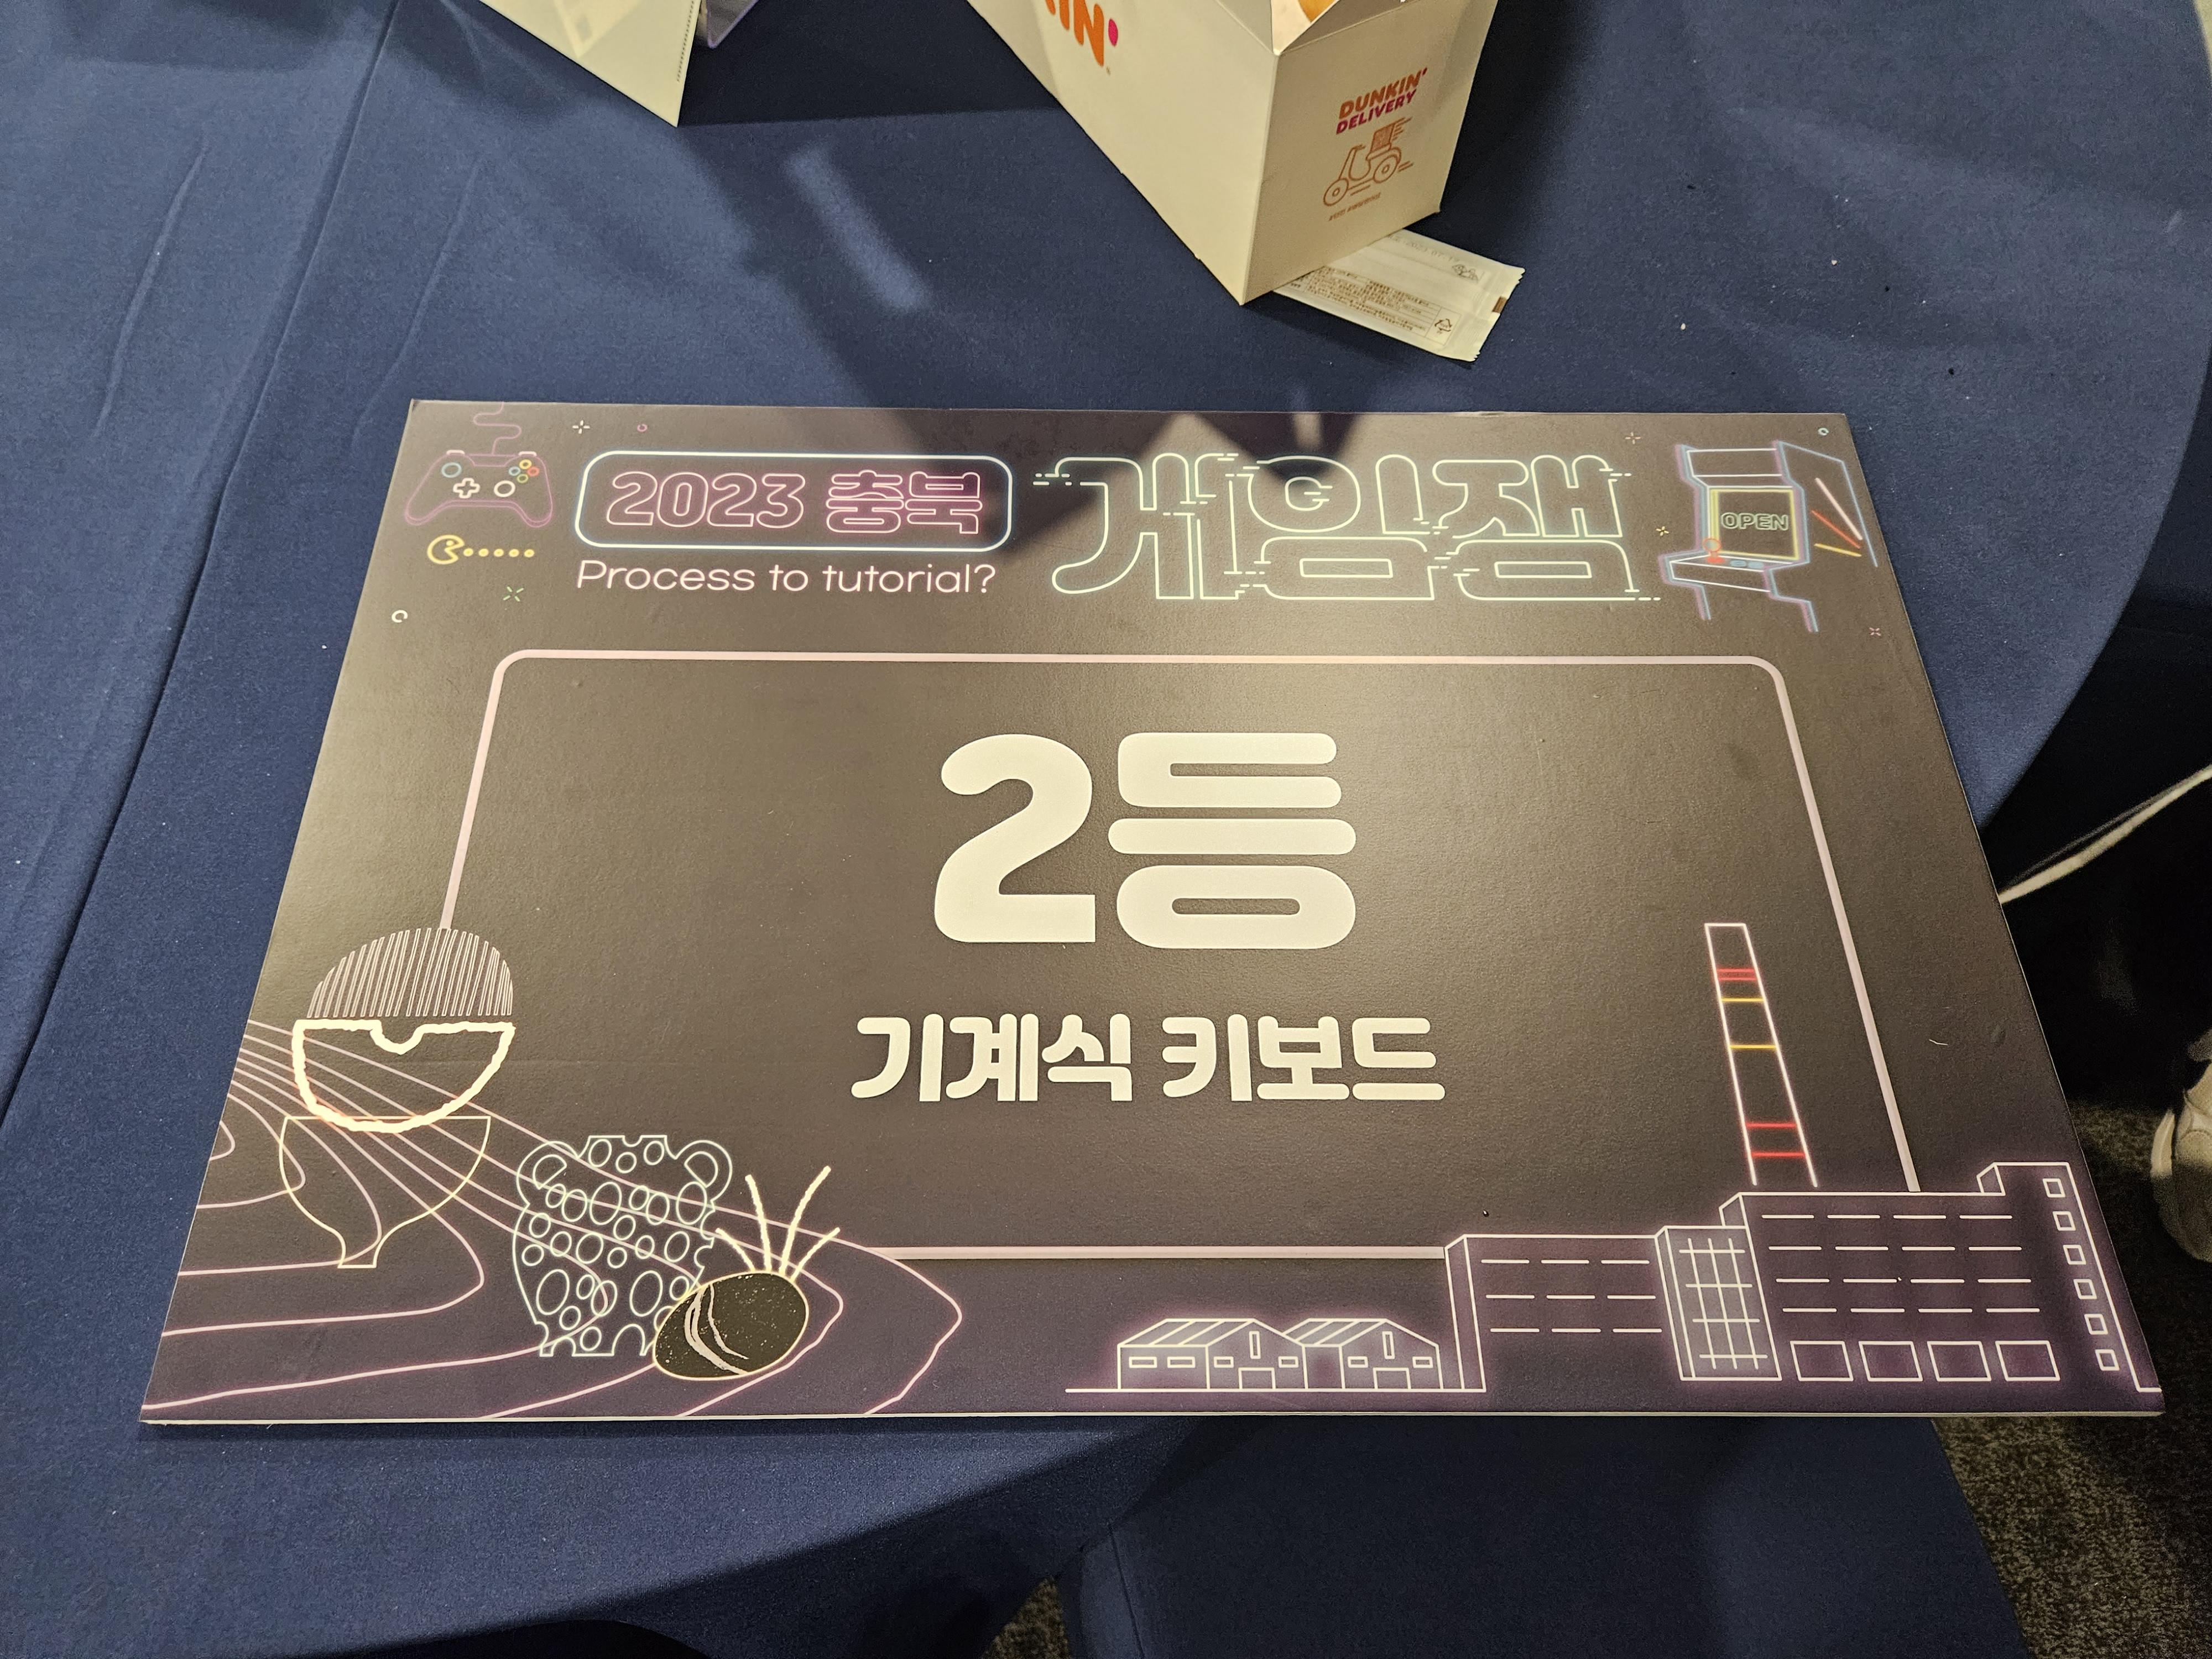 KIN'
DUNKIN'
DELIVERY
2023 충북
게임잼
Process to tutorial?
OPEN
2등
기계식 키보드